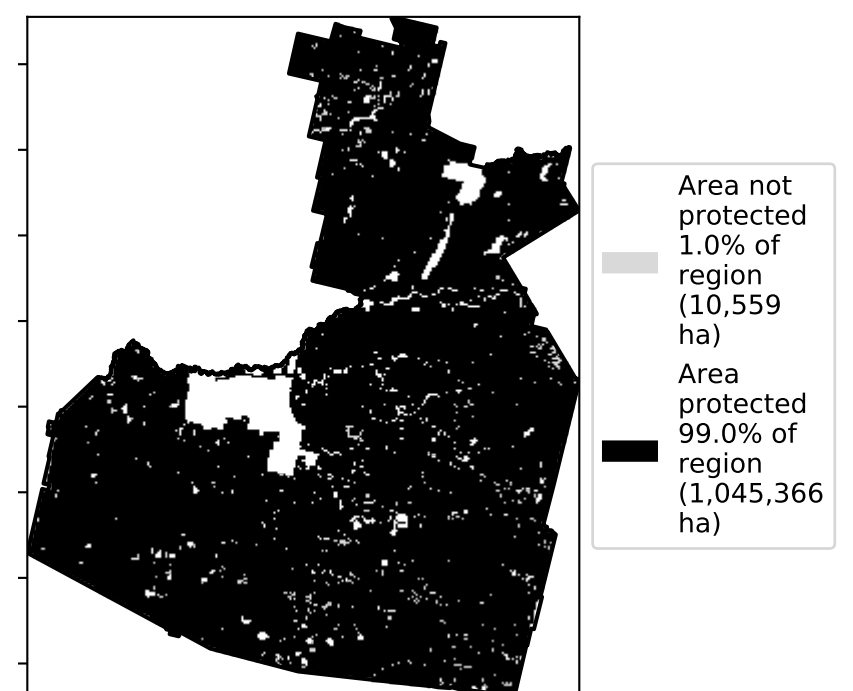 Area not
protected
1.0% of
region
(10,559
ha)
Area
protected
99.0% of
region
(1,045,366
ha)